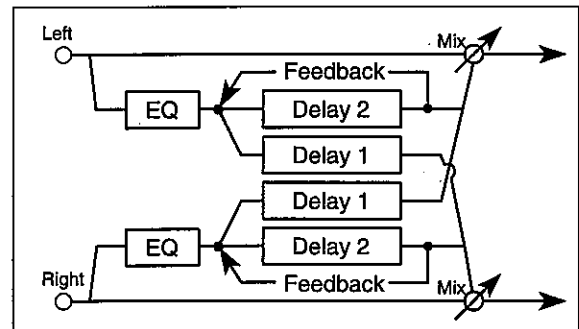 Left
Mix
Feedback
EQ
Delay 2
Delay 1
Delay 1
EQ
Delay 2
Right
Feedback
Mix